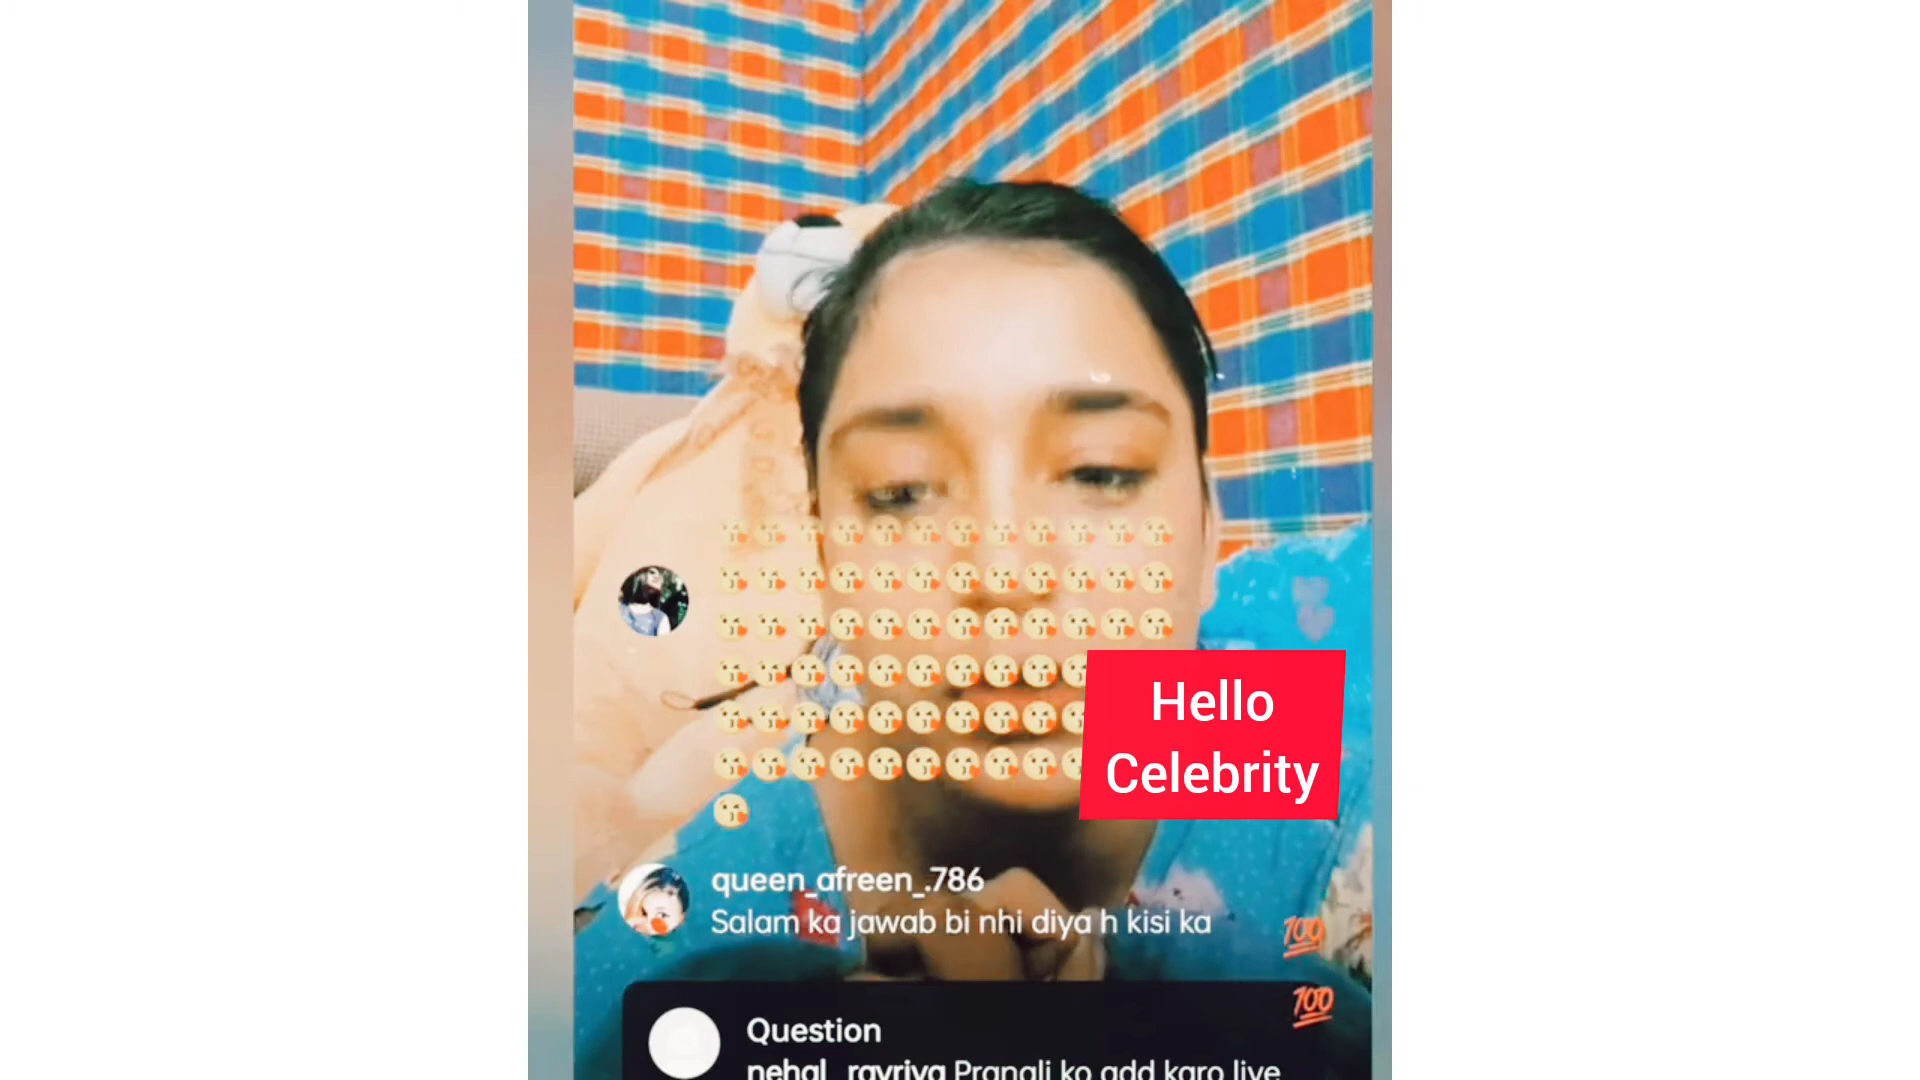 Hello
Celebrity
queen_afreen_.786
Salam ka jawab bi nhi diya h kisi ka
100
100
Question
nehal_rayriya Pranali ko add karo live